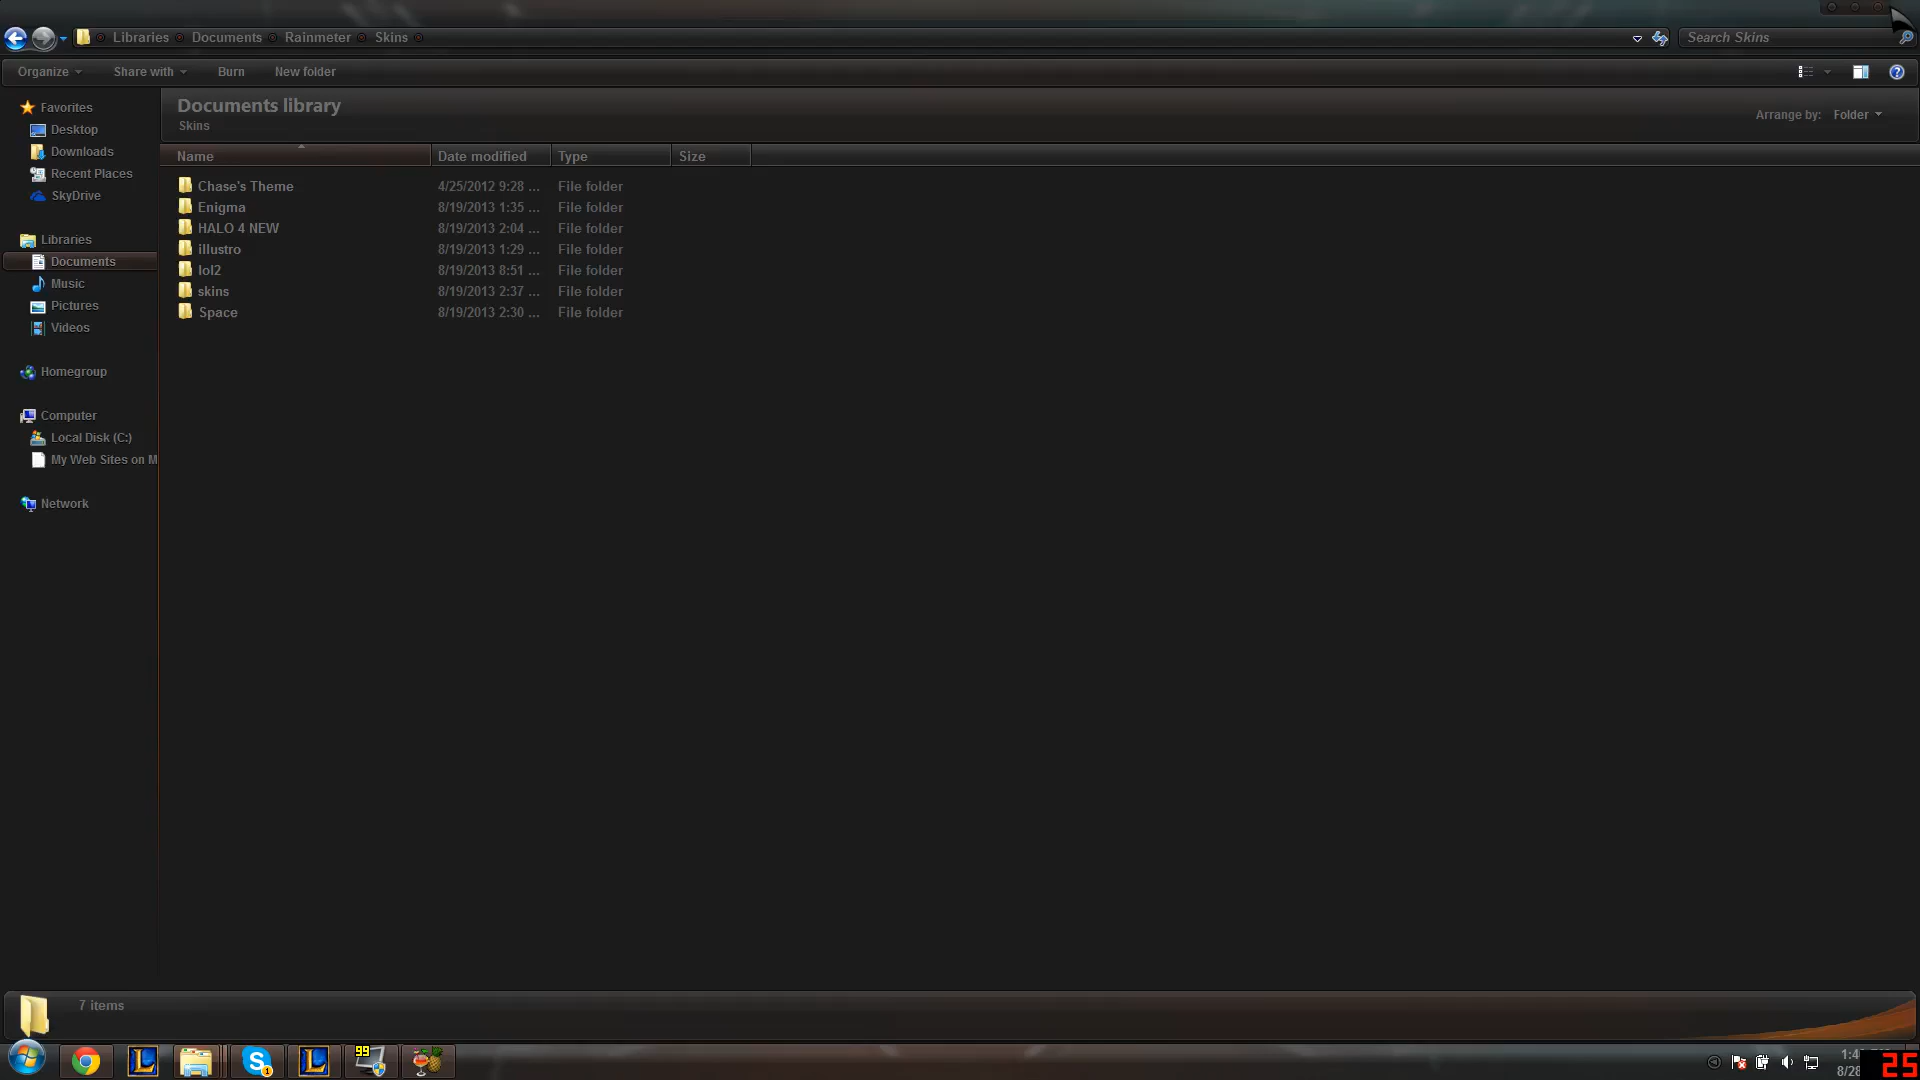 Libraries Documents Rainmeter Skins
Search Skins
Organize Share with Burn New folder
Favorites
Desktop
Downloads
Recent Places
SkyDrive
Libraries
Documents
Music
Pictures
Videos
Homegroup
Computer
Local Disk (C:)
My Web Sites on M
Network
Documents library
Skins
Arrange by: Folder
Name Date modified Type Size
Chase's Theme 4/25/2012 9:28 ... File folder
Enigma 8/19/2013 1:35 ... File folder
HALO 4 NEW 8/19/2013 2:04 ... File folder
illustro 8/19/2013 1:29 ... File folder
lol2 8/19/2013 8:51 ... File folder
skins 8/19/2013 2:37 ... File folder
Space 8/19/2013 2:30 ... File folder
7 items
99
25